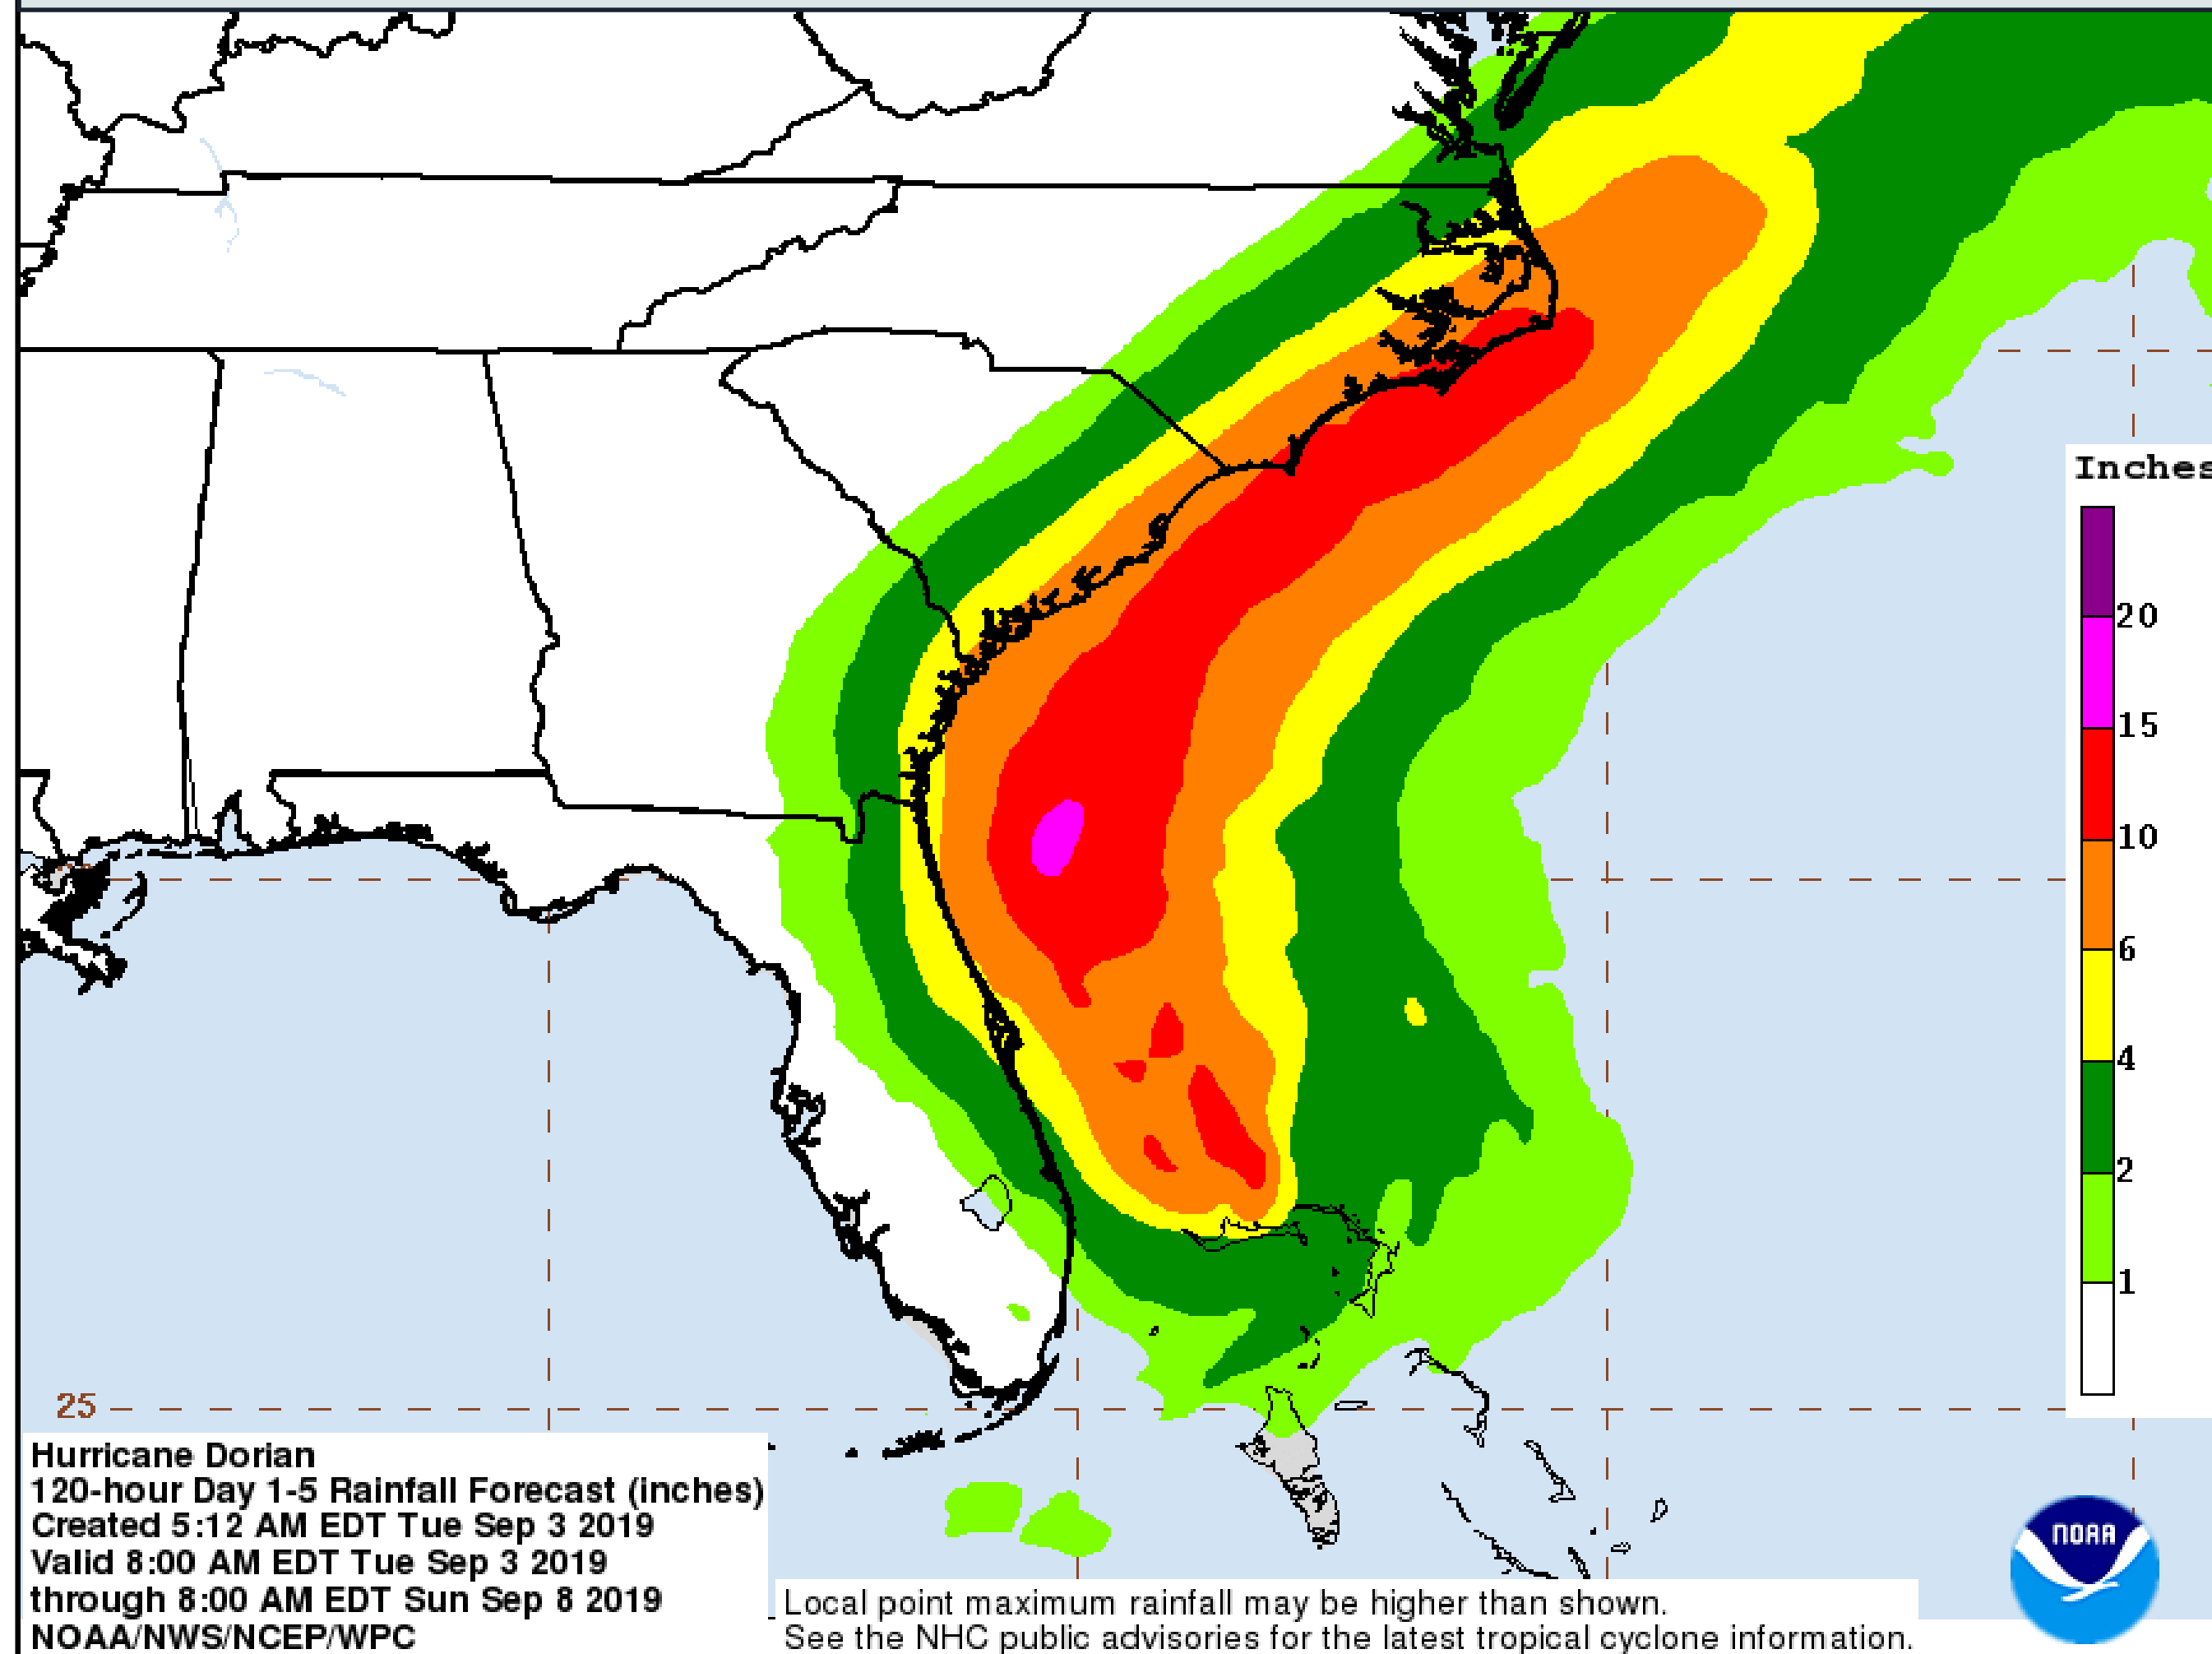 Inches
20
15
10
6
4
2
1
25
Hurricane Dorian
120-hour Day 1-5 Rainfall Forecast (inches)
Created 5:12 AM EDT Tue Sep 3 2019
Valid 8:00 AM EDT Tue Sep 3 2019
through 8:00 AM EDT Sun Sep 8 2019
NOAA/NWS/NCEP/WPC
Local point maximum rainfall may be higher than shown.
See the NHC public advisories for the latest tropical cyclone information.
NOAA